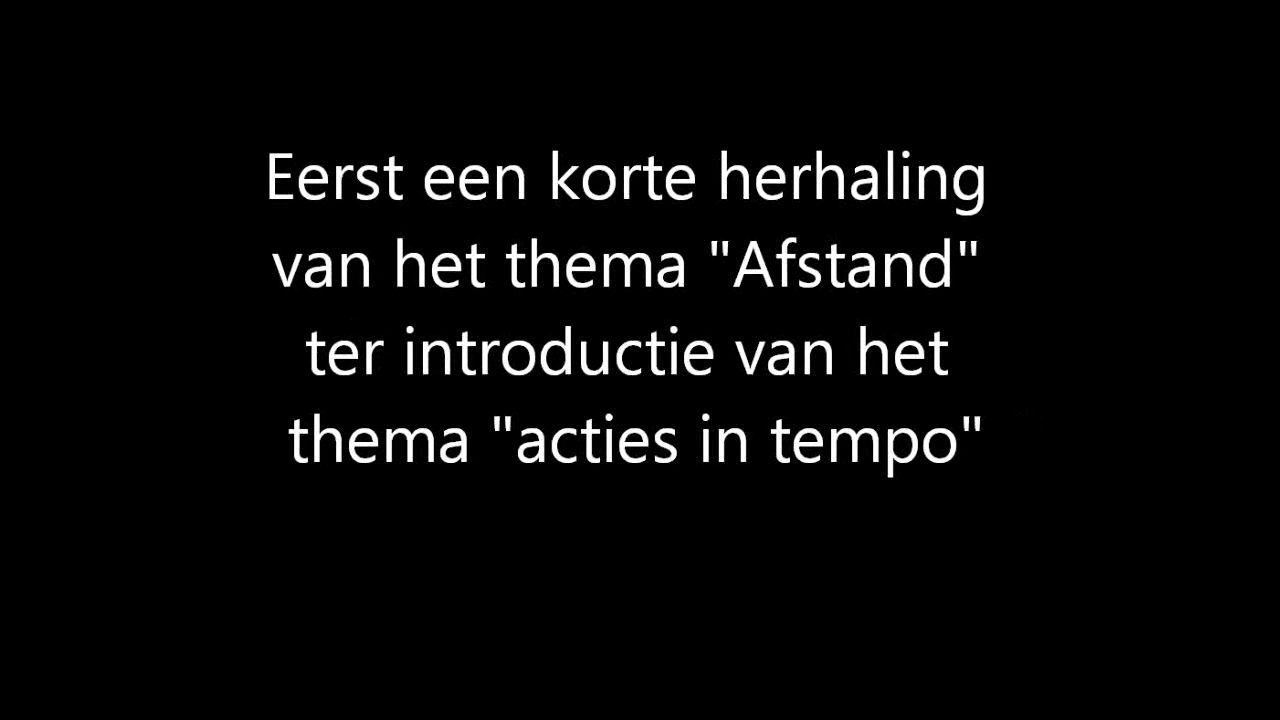 Eerst een korte herhaling
van het thema "Afstand"
ter introductie van het
thema "acties in tempo"